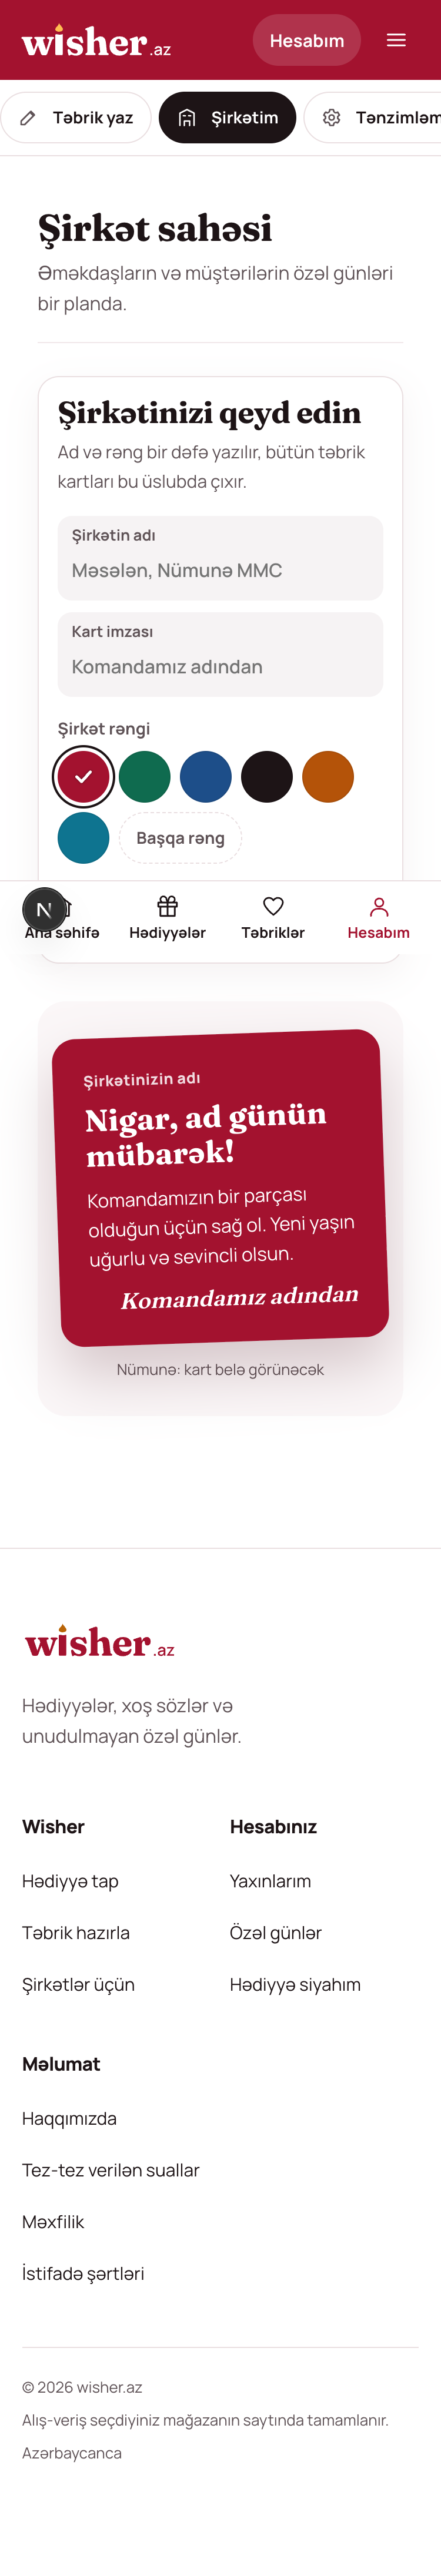 wisher.az
Hesabım
Təbrik yaz
Şirkətim
Tənzimləm
Şirkət sahəsi
Əməkdaşların və müştərilərin özəl günləri
bir planda.
Şirkətinizi qeyd edin
Ad və rəng bir dəfə yazılır, bütün təbrik
kartları bu üslubda çıxır.
Şirkətin adı
Məsələn, Nümunə MMC
Kart imzası
Komandamız adından
Şirkət rəngi
Başqa rəng
N
Ana səhifə
Hədiyyələr
Təbriklər
Hesabım
Şirkətinizin adı
Nigar, ad günün
mübarək!
Komandamızın bir parçası
olduğun üçün sağ ol. Yeni yaşın
uğurlu və sevincli olsun.
Komandamız adından
Nümunə: kart belə görünəcək
wisher.az
Hədiyyələr, xoş sözlər və
unudulmayan özəl günlər.
Wisher
Hesabınız
Hədiyyə tap
Yaxınlarım
Təbrik hazırla
Özəl günlər
Şirkətlər üçün
Hədiyyə siyahım
Məlumat
Haqqımızda
Tez-tez verilən suallar
Məxfilik
İstifadə şərtləri
© 2026 wisher.az
Alış-veriş seçdiyiniz mağazanın saytında tamamlanır.
Azərbaycanca